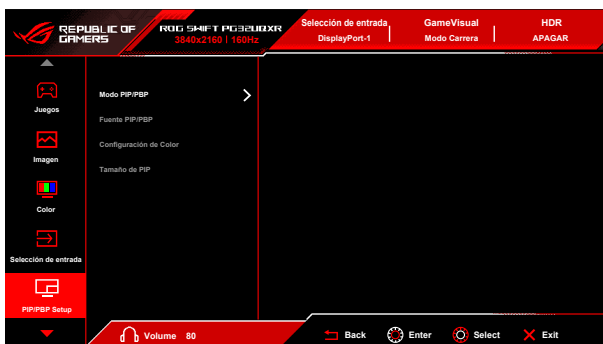 REPUBLIC OF
GAMERS
ROG SWIFT PG32UQXR
3840x2160 | 160Hz
Selección de entrada
DisplayPort-1
GameVisual
Modo Carrera
HDR
APAGAR
Juegos
Imagen
Color
Selección de entrada
PIP/PBP Setup
Modo PIP/PBP
Fuente PIP/PBP
Configuración de Color
Tamaño de PIP
Volume 80
Back
Enter
Select
Exit